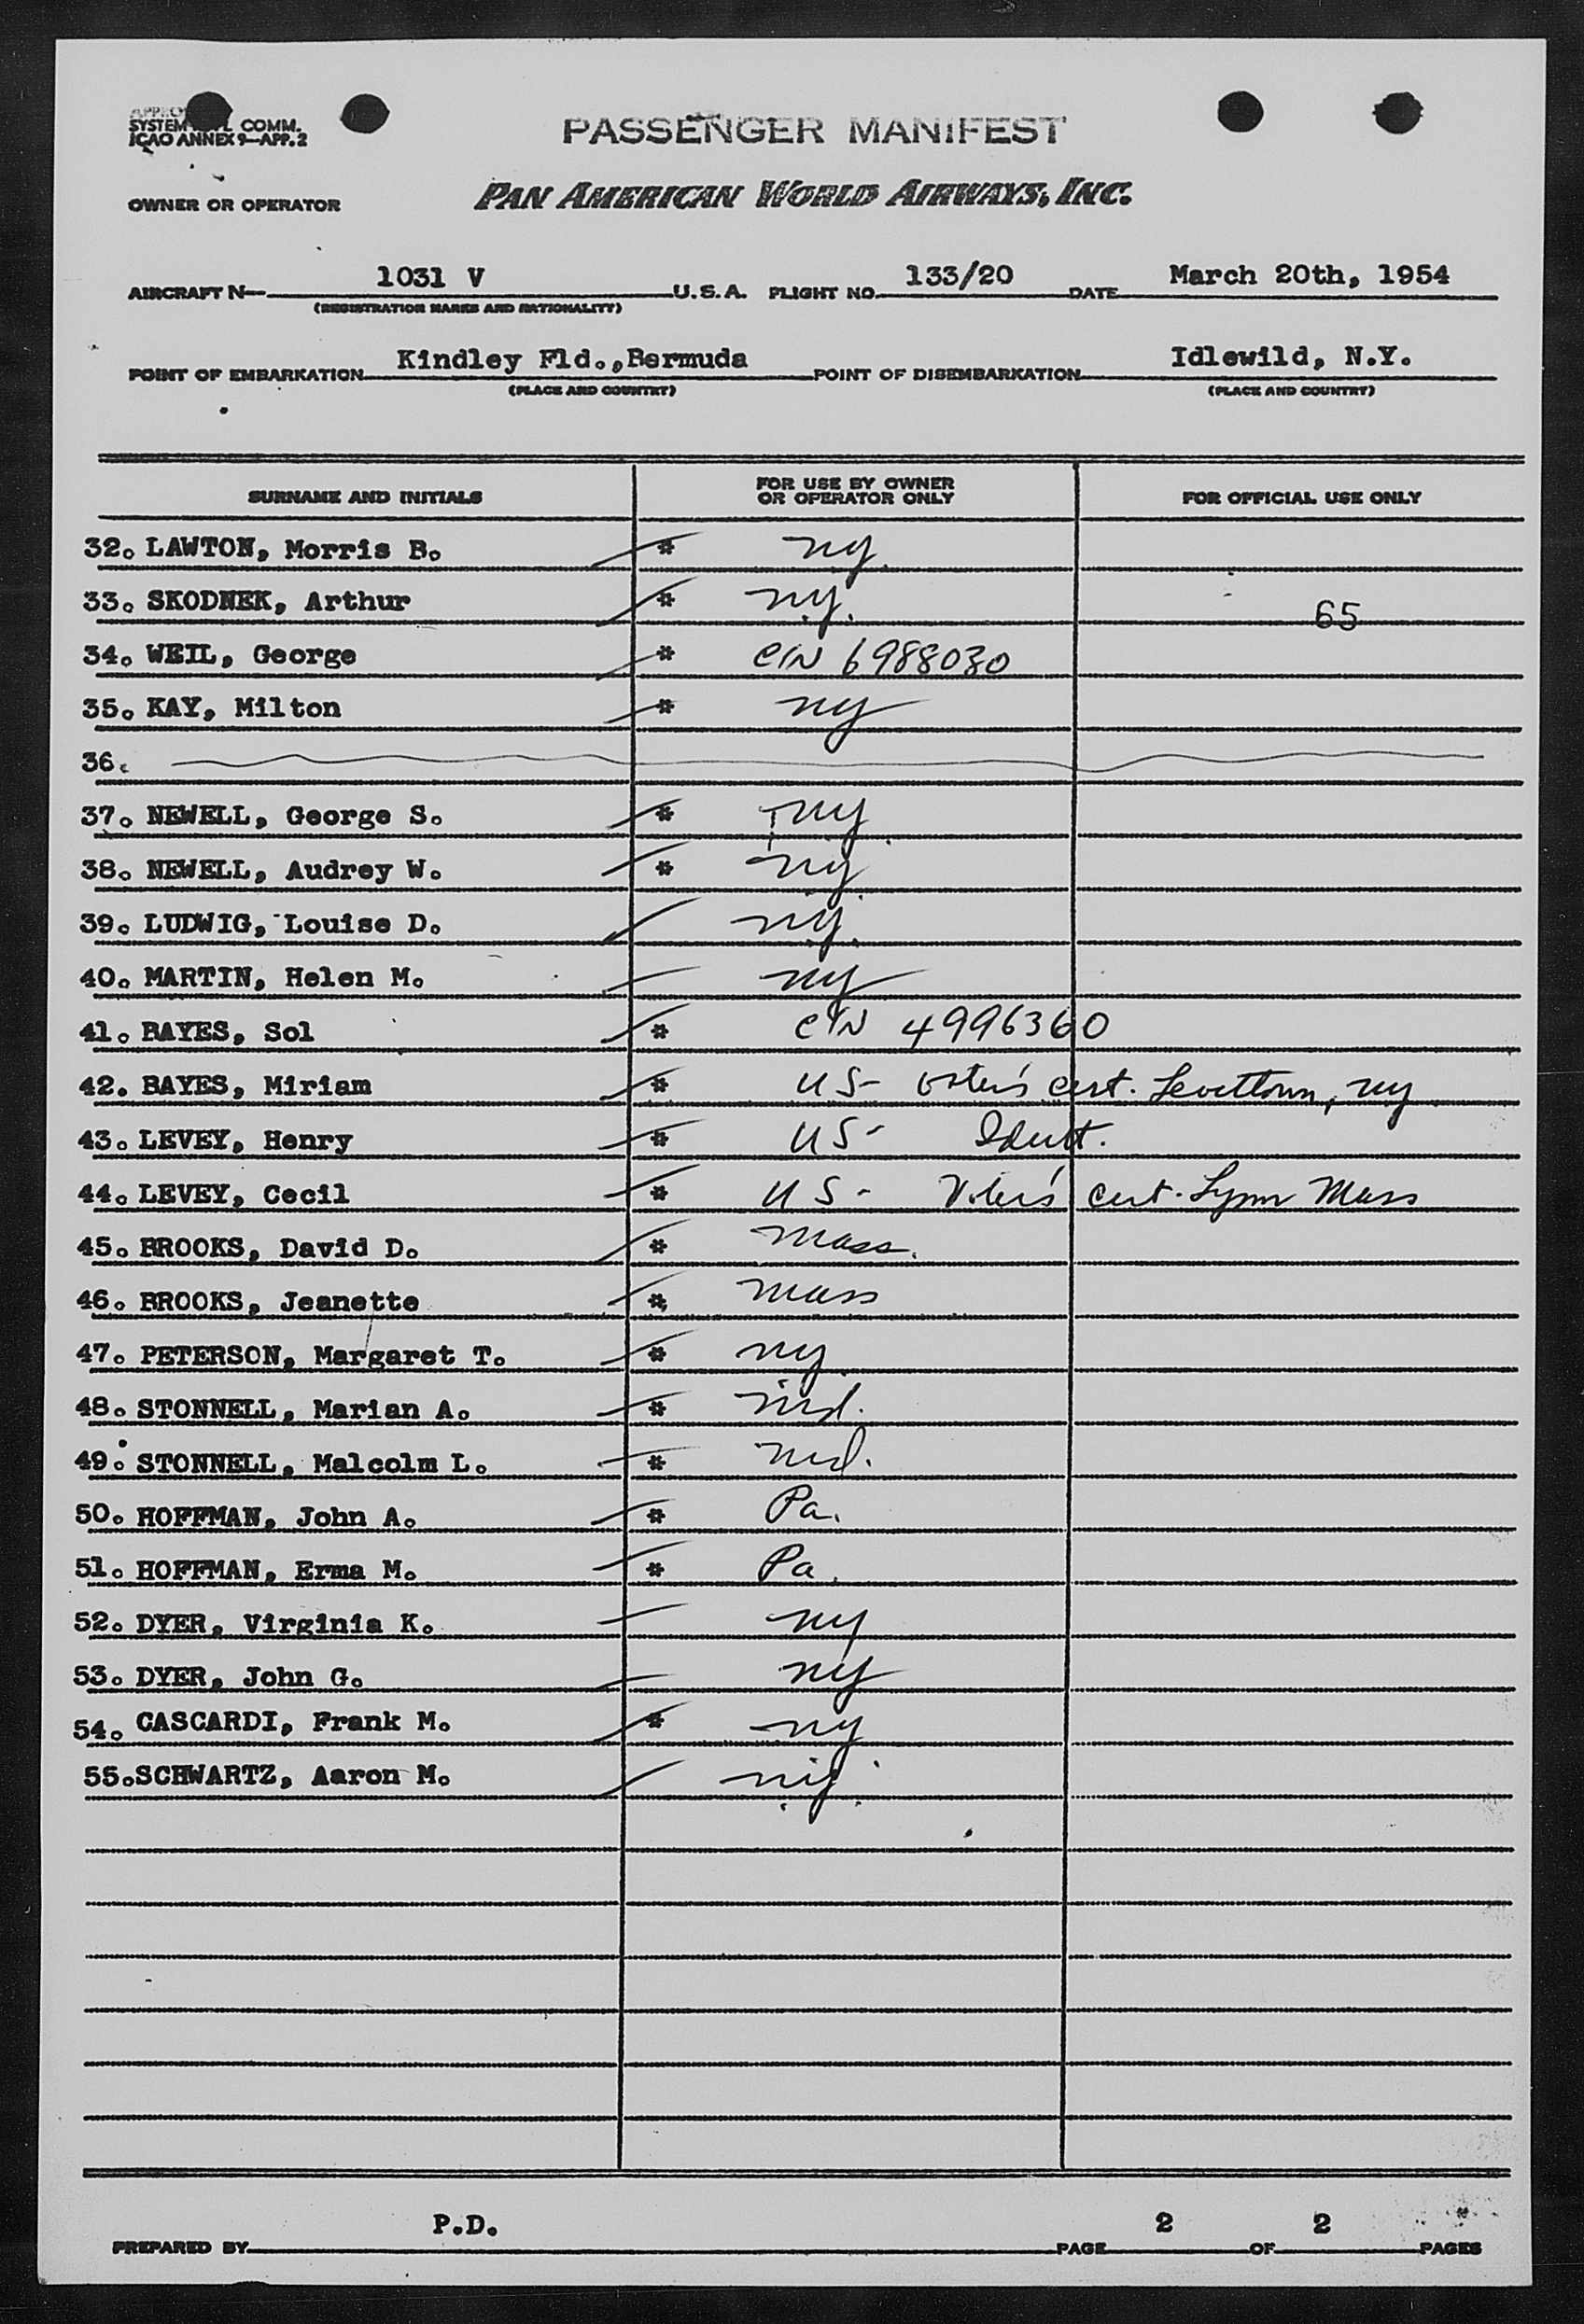 SYSTEM COMM.
ICAO ANNEX 9—APP. 2
PASSENGER MANIFEST
OWNER OR OPERATOR PAN AMERICAN WORLD AIRWAYS, INC.
AIRCRAFT N— 1031 V U.S.A. FLIGHT NO. 133/20 DATE March 20th, 1954
(REGISTRATION MARKS AND NATIONALITY)
POINT OF EMBARKATION Kindley Fld.,Bermuda POINT OF DISEMBARKATION Idlewild, N.Y.
(PLACE AND COUNTRY) (PLACE AND COUNTRY)
SURNAME AND INITIALS FOR USE BY OWNER OR OPERATOR ONLY FOR OFFICIAL USE ONLY
32. LAWTON, Morris B. * ny.
33. SKODNEK, Arthur * ny. 65
34. WEIL, George * CIN 6988030
35. KAY, Milton * ny
36.
37. NEWELL, George S. * ny
38. NEWELL, Audrey W. * ny
39. LUDWIG, Louise D. ny.
40. MARTIN, Helen M. ny
41. BAYES, Sol * CIN 4996360
42. BAYES, Miriam * US- Voter's cert. Levittown, ny
43. LEVEY, Henry * US- Ident.
44. LEVEY, Cecil * US- Voter's cert. Lynn Mass
45. BROOKS, David D. * Mass.
46. BROOKS, Jeanette * Mass
47. PETERSON, Margaret T. * ny
48. STONNELL, Marian A. * md.
49. STONNELL, Malcolm L. * md.
50. HOFFMAN, John A. * Pa.
51. HOFFMAN, Erma M. * Pa.
52. DYER, Virginia K. ny
53. DYER, John G. ny
54. CASCARDI, Frank M. * ny
55.SCHWARTZ, Aaron M. ny
PREPARED BY P.D. PAGE 2 OF 2 PAGES